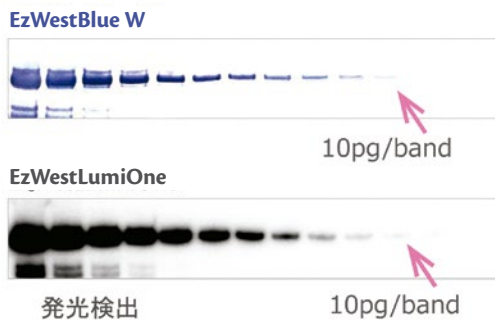 EzWestBlue W
10pg/band
EzWestLumiOne
発光検出
10pg/band